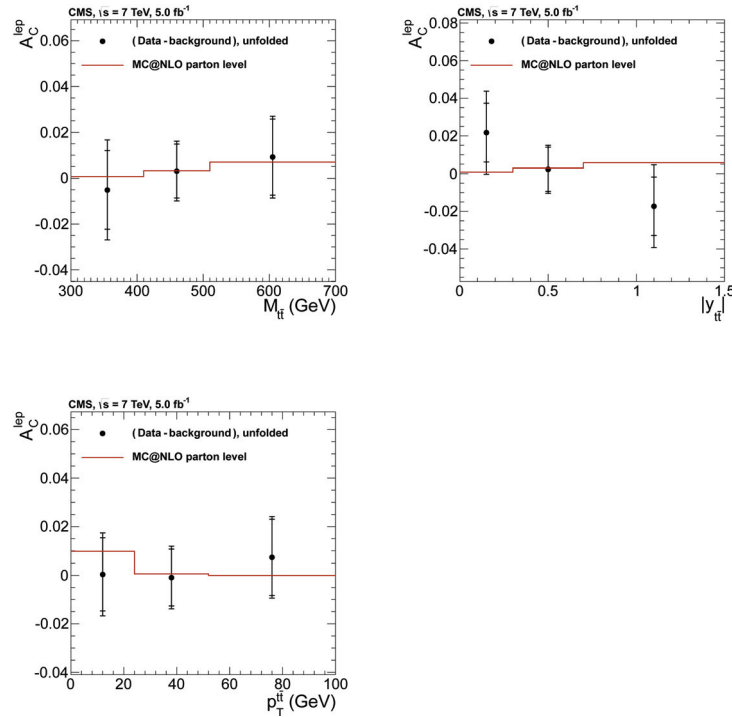 CMS, √s = 7 TeV, 5.0 fb⁻¹
A_C^lep
(Data - background), unfolded
MC@NLO parton level
0.06
0.04
0.02
0
-0.02
-0.04
300 400 500 600 700
M_tt̄ (GeV)
CMS, √s = 7 TeV, 5.0 fb⁻¹
A_C^lep
0.08
(Data - background), unfolded
MC@NLO parton level
0.06
0.04
0.02
0
-0.02
-0.04
0 0.5 1 1.5
|y_tt̄|
CMS, √s = 7 TeV, 5.0 fb⁻¹
A_C^lep
(Data - background), unfolded
MC@NLO parton level
0.06
0.04
0.02
0
-0.02
-0.04
0 20 40 60 80 100
p_T^tt̄ (GeV)